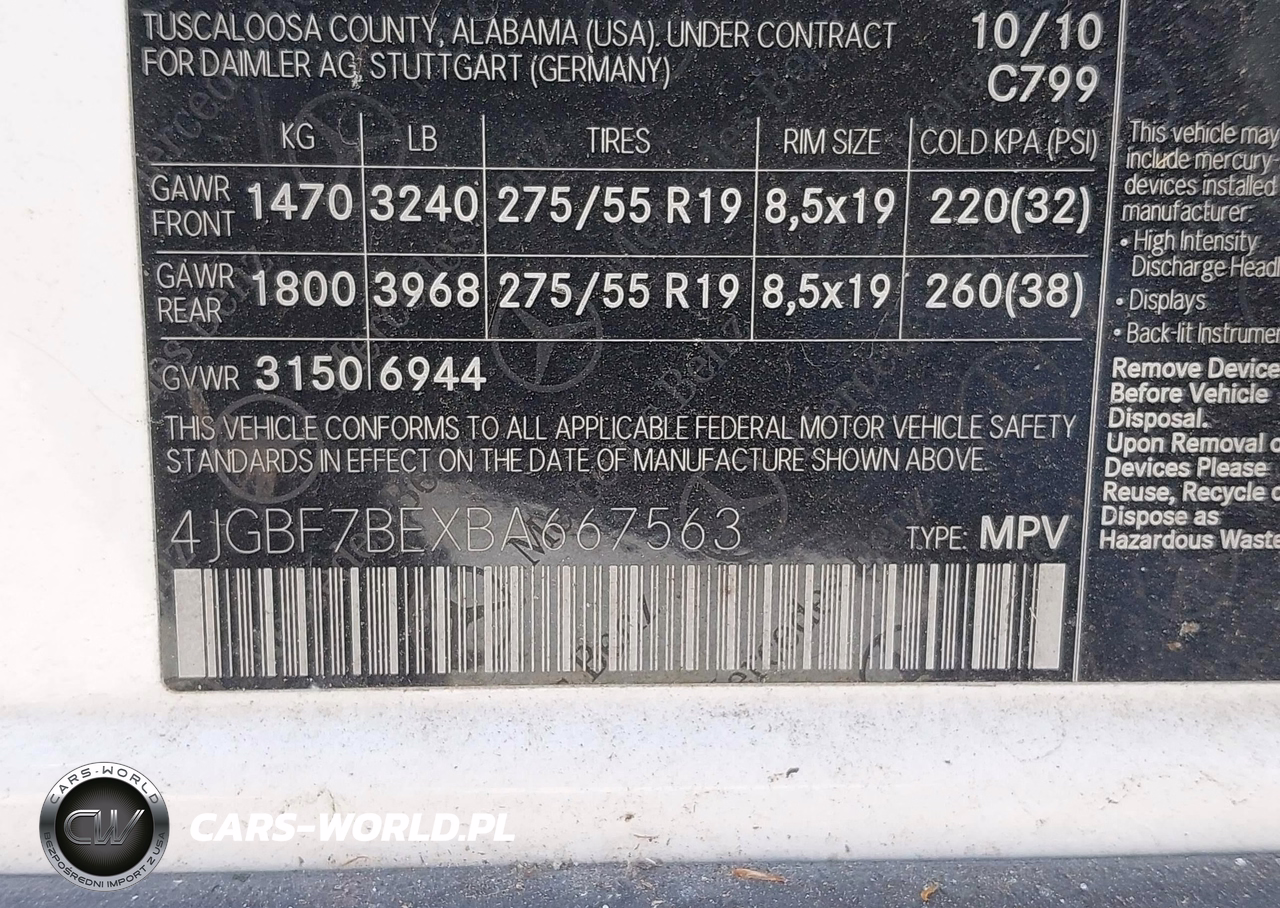 TUSCALOOSA COUNTY, ALABAMA (USA), UNDER CONTRACT 10/10
FOR DAIMLER AG, STUTTGART (GERMANY) C799
KG LB TIRES RIM SIZE COLD KPA (PSI)
GAWR FRONT 1470 3240 275/55 R19 8,5x19 220(32)
GAWR REAR 1800 3968 275/55 R19 8,5x19 260(38)
GVWR 3150 6944
THIS VEHICLE CONFORMS TO ALL APPLICABLE FEDERAL MOTOR VEHICLE SAFETY
STANDARDS IN EFFECT ON THE DATE OF MANUFACTURE SHOWN ABOVE.
4JGBF7BEXBA667563 TYPE: MPV
This vehicle may
include mercury
devices installed
manufacturer:
• High Intensity
Discharge Head
• Displays
• Back-lit Instrumen
Remove Device
Before Vehicle
Disposal.
Upon Removal o
Devices Please
Reuse, Recycle o
Dispose as
Hazardous Waste
Mercedes-Benz
CARS-WORLD
CW
BEZPOŚREDNI IMPORT Z USA
CARS-WORLD.PL